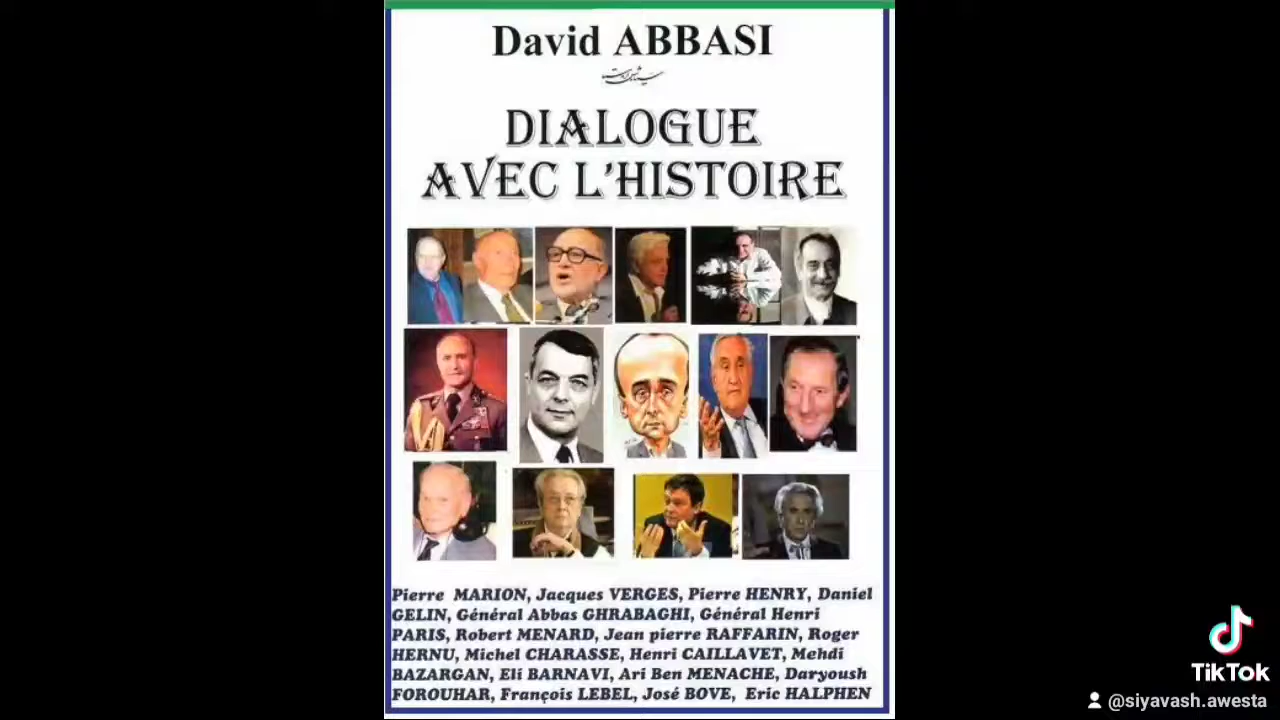 David ABBASI
DIALOGUE
AVEC L'HISTOIRE
Pierre MARION, Jacques VERGES, Pierre HENRY, Daniel
GELIN, Général Abbas GHRABAGHI, Général Henri
PARIS, Robert MENARD, Jean pierre RAFFARIN, Roger
HERNU, Michel CHARASSE, Henri CAILLAVET, Mehdi
BAZARGAN, Eli BARNAVI, Ari Ben MENACHE, Daryoush
FOROUHAR, François LEBEL, José BOVE, Eric HALPHEN
TikTok
@siyavash.awesta